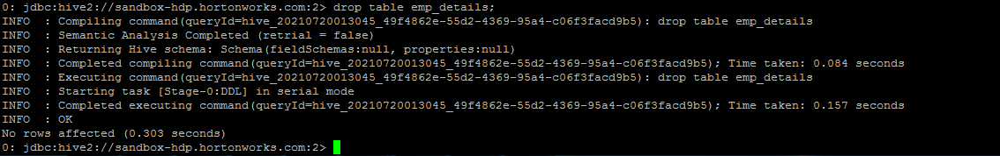 0: jdbc:hive2://sandbox-hdp.hortonworks.com:2> drop table emp_details;
INFO  : Compiling command(queryId=hive_20210720013045_49f4862e-55d2-4369-95a4-c06f3facd9b5): drop table emp_details
INFO  : Semantic Analysis Completed (retrial = false)
INFO  : Returning Hive schema: Schema(fieldSchemas:null, properties:null)
INFO  : Completed compiling command(queryId=hive_20210720013045_49f4862e-55d2-4369-95a4-c06f3facd9b5); Time taken: 0.084 seconds
INFO  : Executing command(queryId=hive_20210720013045_49f4862e-55d2-4369-95a4-c06f3facd9b5): drop table emp_details
INFO  : Starting task [Stage-0:DDL] in serial mode
INFO  : Completed executing command(queryId=hive_20210720013045_49f4862e-55d2-4369-95a4-c06f3facd9b5); Time taken: 0.157 seconds
INFO  : OK
No rows affected (0.303 seconds)
0: jdbc:hive2://sandbox-hdp.hortonworks.com:2>